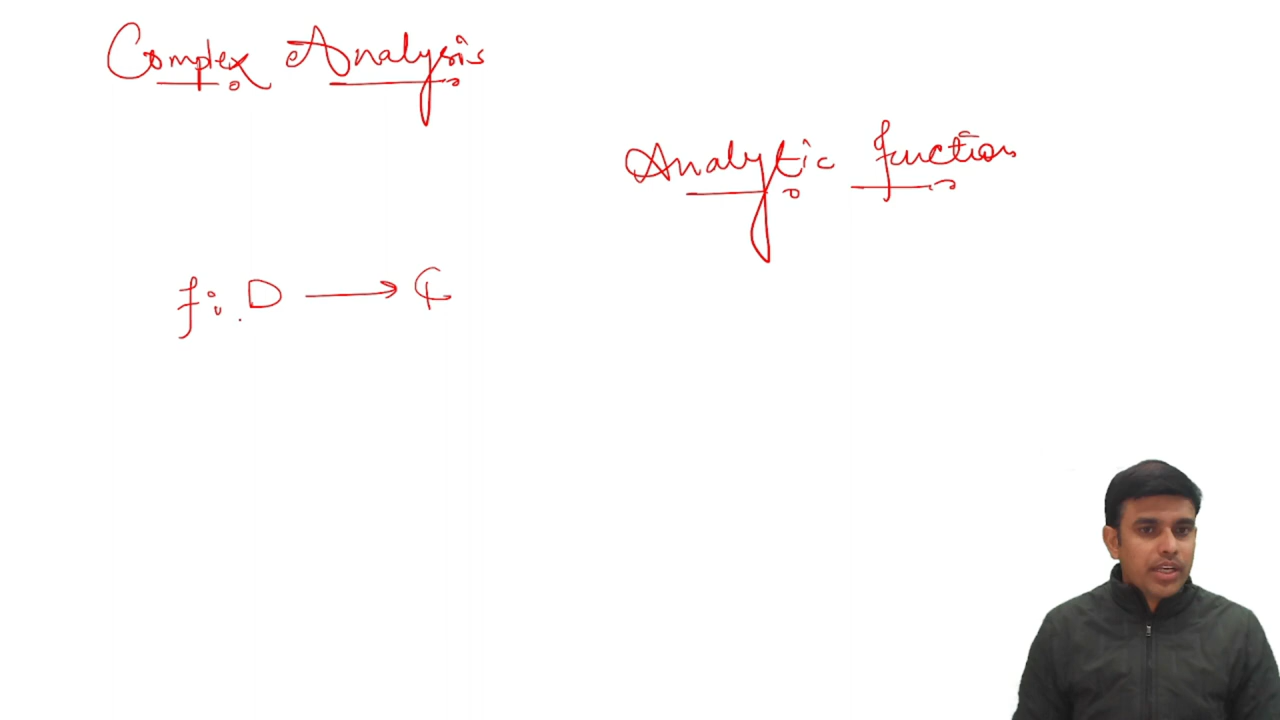 Complex Analysis
Analytic function
f: D → ℂ